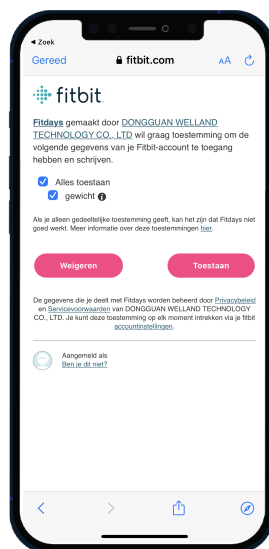 ◂ Zoek
Gereed
fitbit.com
AA
fitbit
Fitdays gemaakt door DONGGUAN WELLAND
TECHNOLOGY CO., LTD wil graag toestemming om de
volgende gegevens van je Fitbit-account te toegang
hebben en schrijven.
Alles toestaan
gewicht
Als je alleen gedeeltelijke toestemming geeft, kan het zijn dat Fitdays niet
goed werkt. Meer informatie over deze toestemmingen hier.
Weigeren
Toestaan
De gegevens die je deelt met Fitdays worden beheerd door Privacybeleid
en Servicevoorwaarden van DONGGUAN WELLAND TECHNOLOGY
CO., LTD. Je kunt deze toestemming op elk moment intrekken via je fitbit
accountinstellingen.
Aangemeld als
Ben je dit niet?